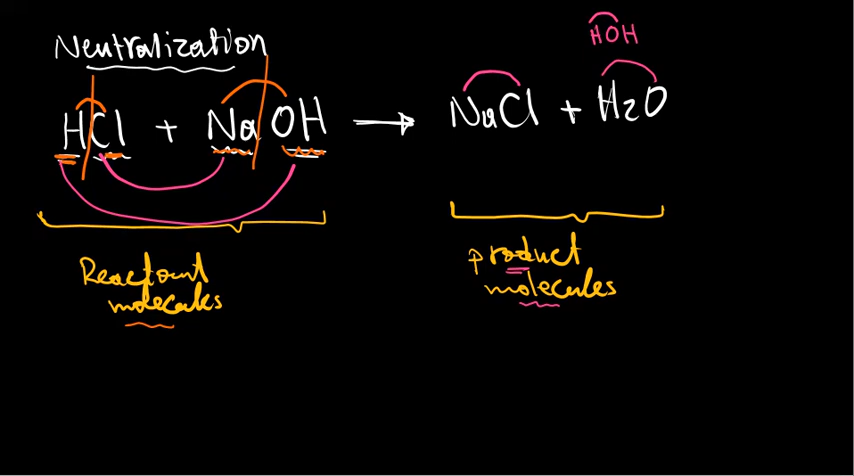 Neutralization
HOH
HCl + NaOH → NaCl + H2O
Reactant
molecules
product
molecules